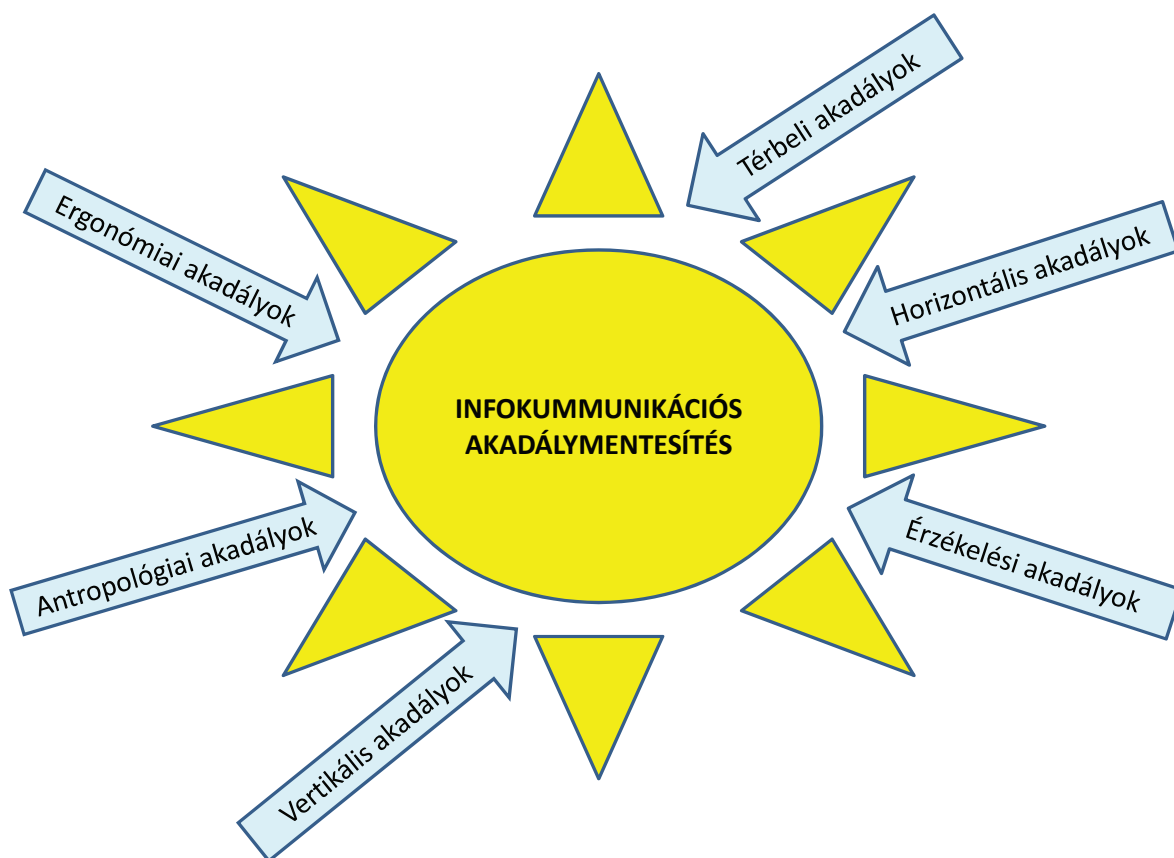 Térbeli akadályok
Ergonómiai akadályok
Horizontális akadályok
INFOKUMMUNIKÁCIÓS
AKADÁLYMENTESÍTÉS
Antropológiai akadályok
Érzékelési akadályok
Vertikális akadályok